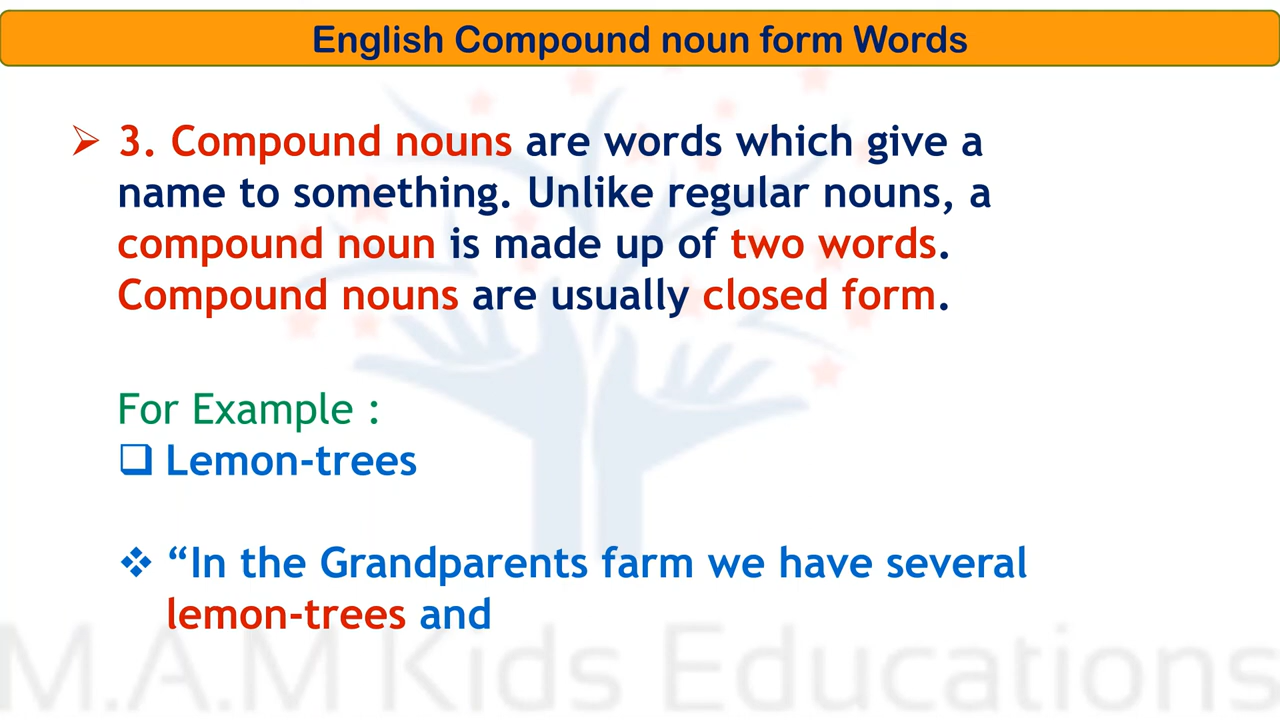 English Compound noun form Words
➢ 3. Compound nouns are words which give a
name to something. Unlike regular nouns, a
compound noun is made up of two words.
Compound nouns are usually closed form.
For Example :
❑ Lemon-trees
❖ “In the Grandparents farm we have several
lemon-trees and
M.A.M Kids Educations